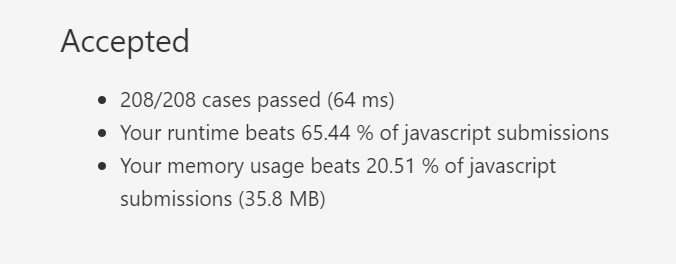 Accepted
208/208 cases passed (64 ms)
Your runtime beats 65.44 % of javascript submissions
Your memory usage beats 20.51 % of javascript
submissions (35.8 MB)